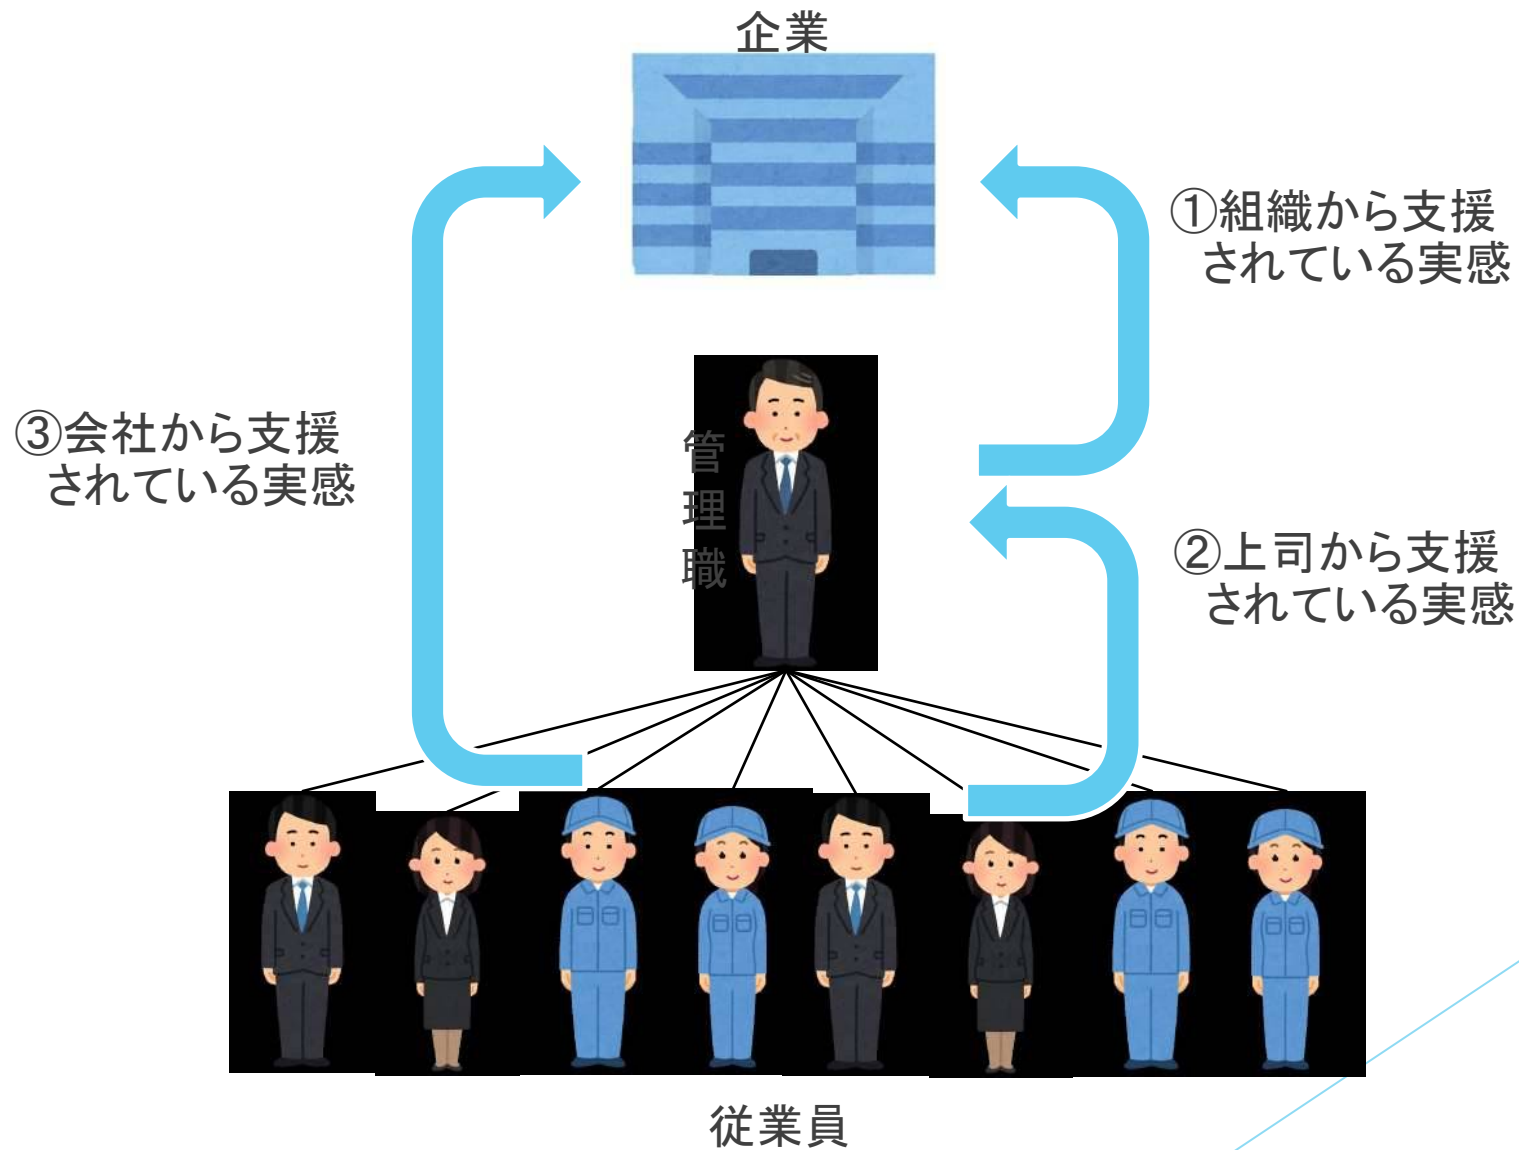 企業
①組織から支援
されている実感
③会社から支援
されている実感
管理職
②上司から支援
されている実感
従業員